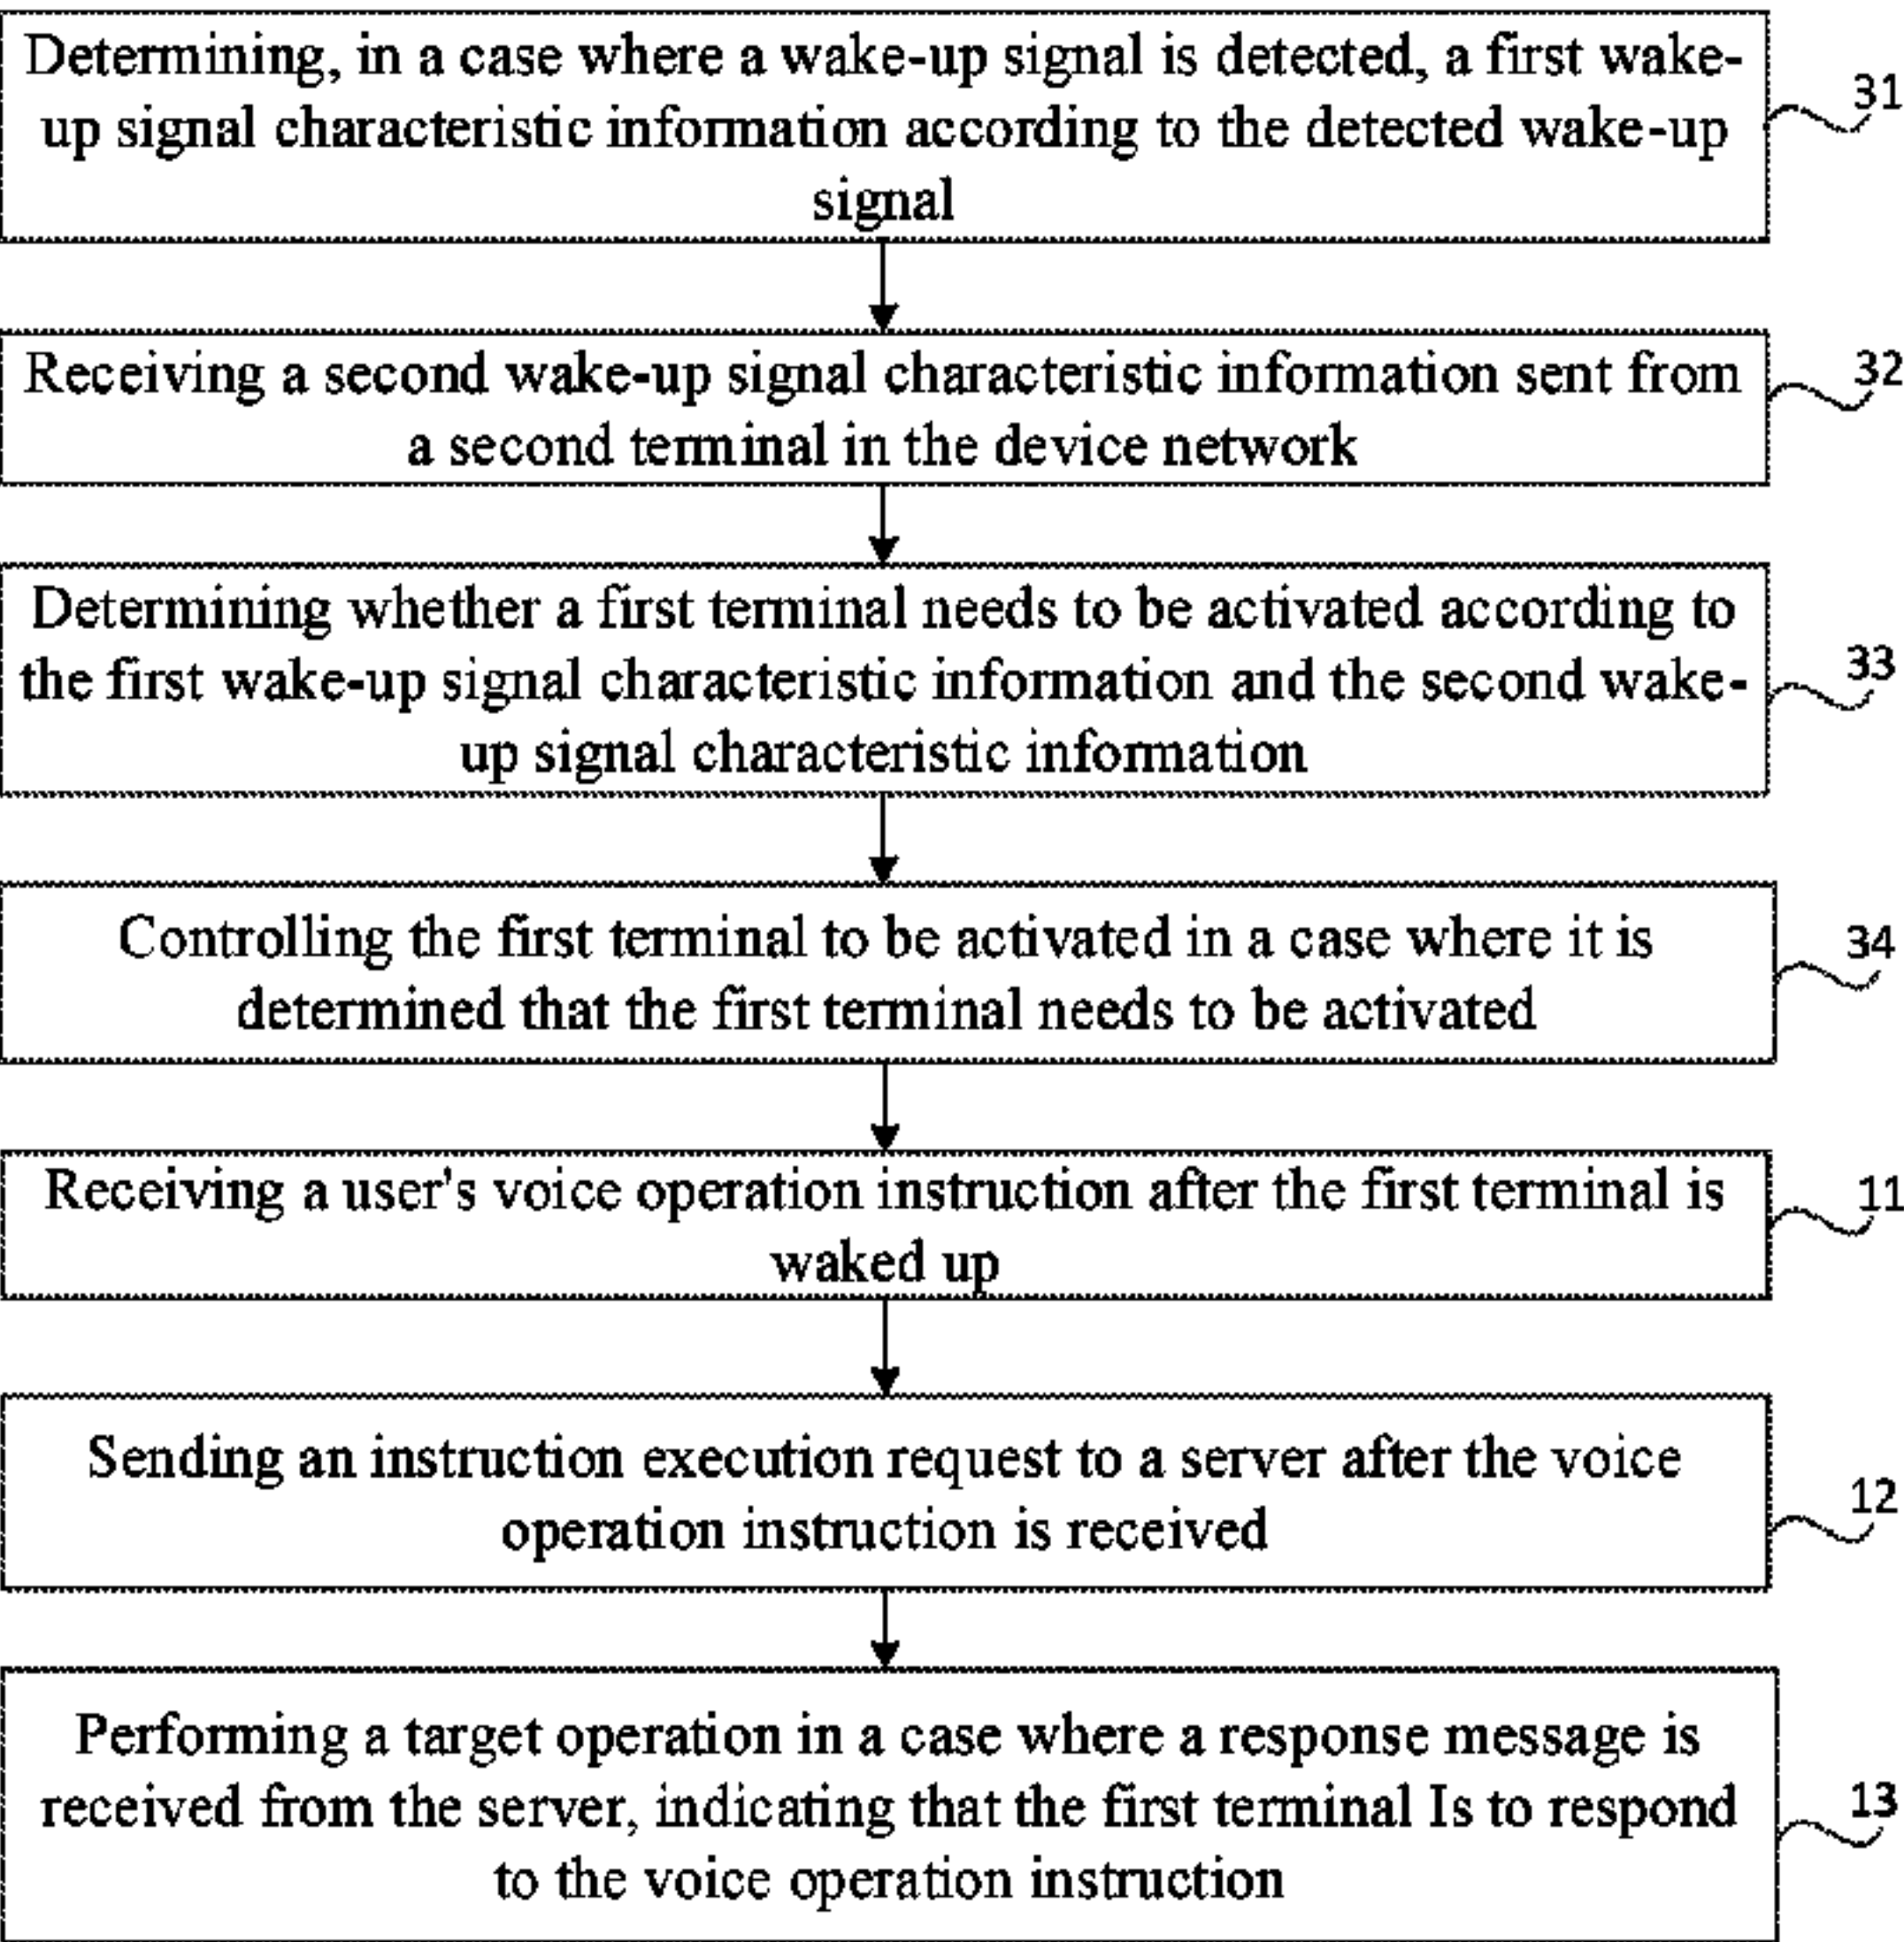 Determining, in a case where a wake-up signal is detected, a first wake-
up signal characteristic information according to the detected wake-up
signal
31
Receiving a second wake-up signal characteristic information sent from
a second terminal in the device network
32
Determining whether a first terminal needs to be activated according to
the first wake-up signal characteristic information and the second wake-
up signal characteristic information
33
Controlling the first terminal to be activated in a case where it is
determined that the first terminal needs to be activated
34
Receiving a user's voice operation instruction after the first terminal is
waked up
11
Sending an instruction execution request to a server after the voice
operation instruction is received
12
Performing a target operation in a case where a response message is
received from the server, indicating that the first terminal Is to respond
to the voice operation instruction
13